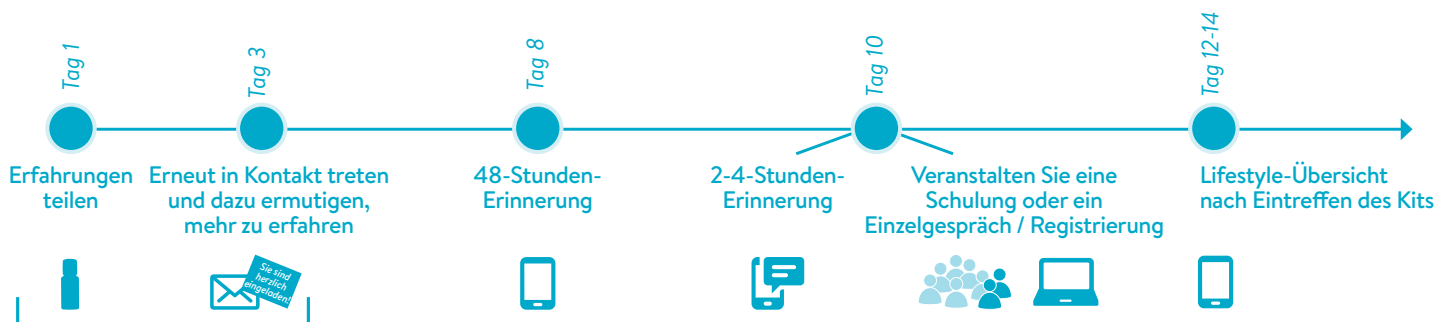 Tag 1
Tag 3
Tag 8
Tag 10
Tag 12-14
Erfahrungen
teilen
Erneut in Kontakt treten
und dazu ermutigen,
mehr zu erfahren
48-Stunden-
Erinnerung
2-4-Stunden-
Erinnerung
Veranstalten Sie eine
Schulung oder ein
Einzelgespräch / Registrierung
Lifestyle-Übersicht
nach Eintreffen des Kits
Sie sind
herzlich
eingeladen!